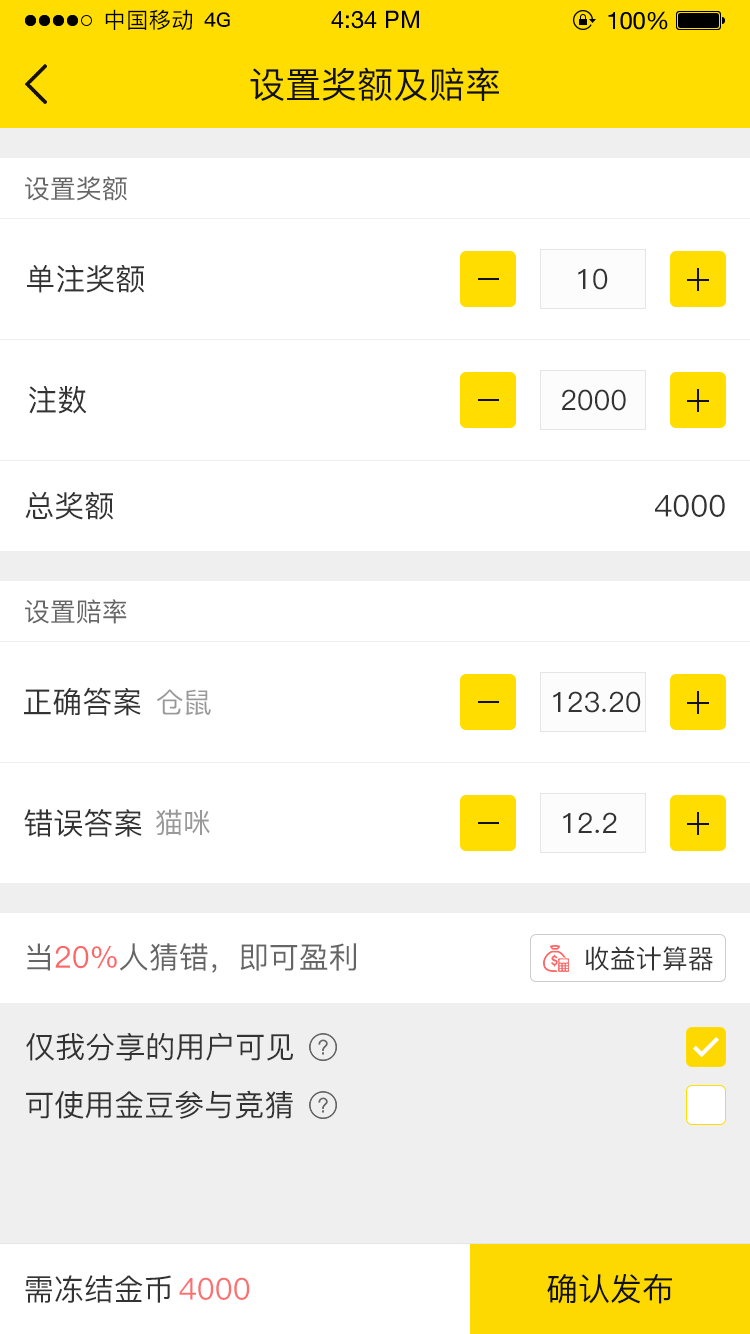 中国移动 4G 4:34 PM 100%
设置奖额及赔率
设置奖额
单注奖额 10
注数 2000
总奖额 4000
设置赔率
正确答案 仓鼠 123.20
错误答案 猫咪 12.2
当20%人猜错，即可盈利 $ 收益计算器
仅我分享的用户可见 ?
可使用金豆参与竞猜 ?
需冻结金币 4000 确认发布